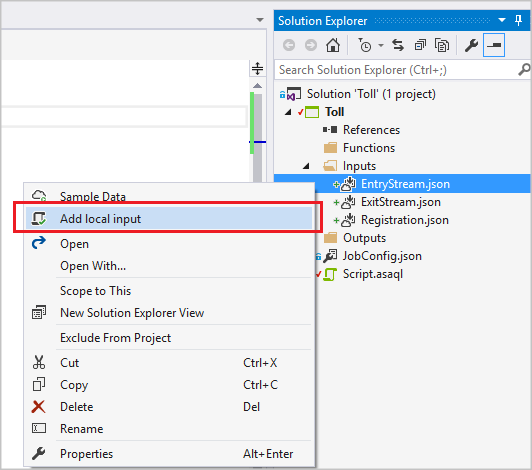 Solution Explorer
Search Solution Explorer (Ctrl+;)
Solution 'Toll' (1 project)
Toll
References
Functions
Inputs
EntryStream.json
ExitStream.json
Registration.json
Outputs
JobConfig.json
Script.asaql
Sample Data
Add local input
Open
Open With...
Scope to This
New Solution Explorer View
Exclude From Project
Cut Ctrl+X
Copy Ctrl+C
Delete Del
Rename
Properties Alt+Enter